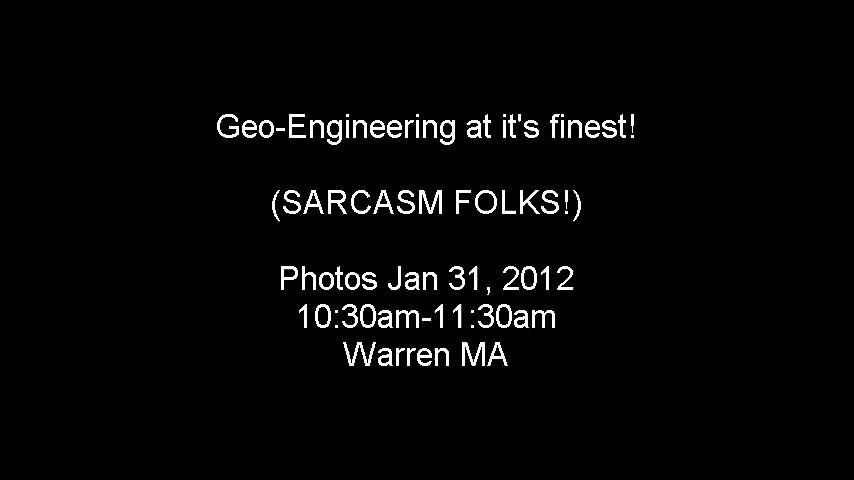 Geo-Engineering at it's finest!
(SARCASM FOLKS!)
Photos Jan 31, 2012
10:30am-11:30am
Warren MA